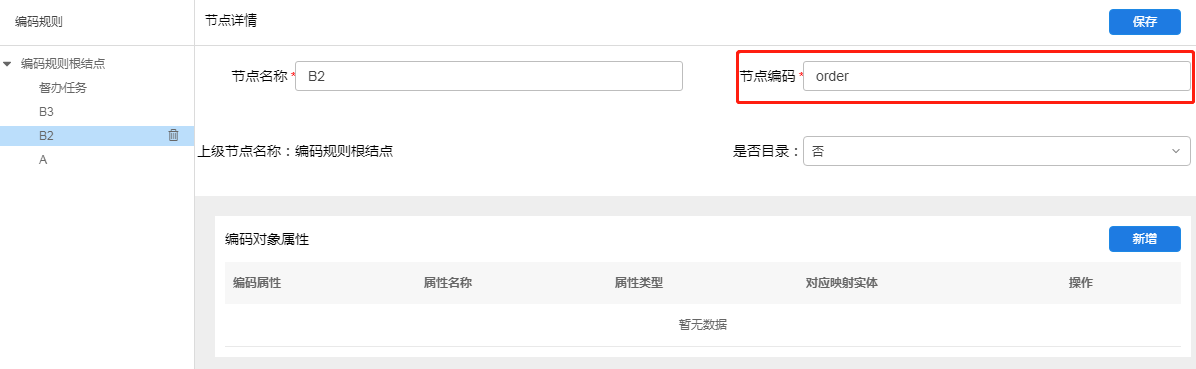 编码规则
编码规则根结点
督办任务
B3
B2
A
节点详情
保存
节点名称* B2
节点编码* order
上级节点名称：编码规则根结点
是否目录： 否
编码对象属性
新增
编码属性 属性名称 属性类型 对应映射实体 操作
暂无数据